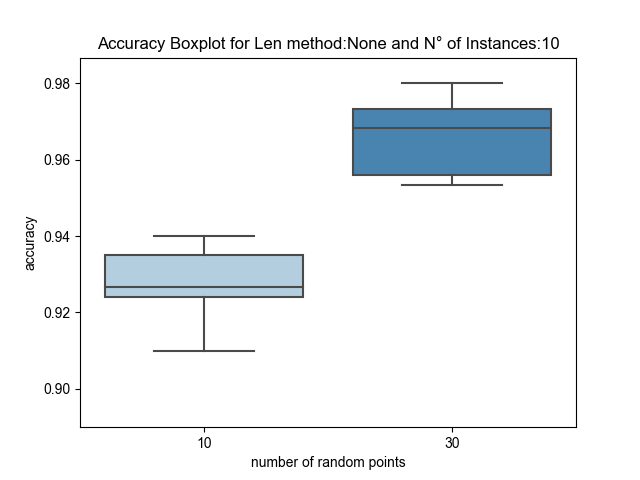 Accuracy Boxplot for Len method:None and N° of Instances:10
0.98
0.96
0.94
0.92
0.90
accuracy
10 30
number of random points